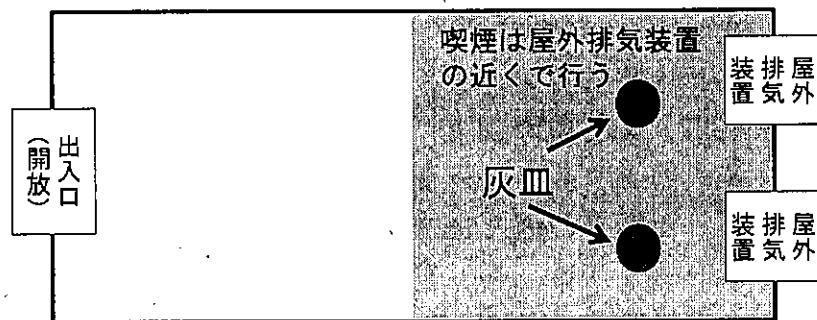 喫煙は屋外排気装置
の近くで行う
屋外
排気
装置
出入口
(開放)
灰皿
屋外
排気
装置